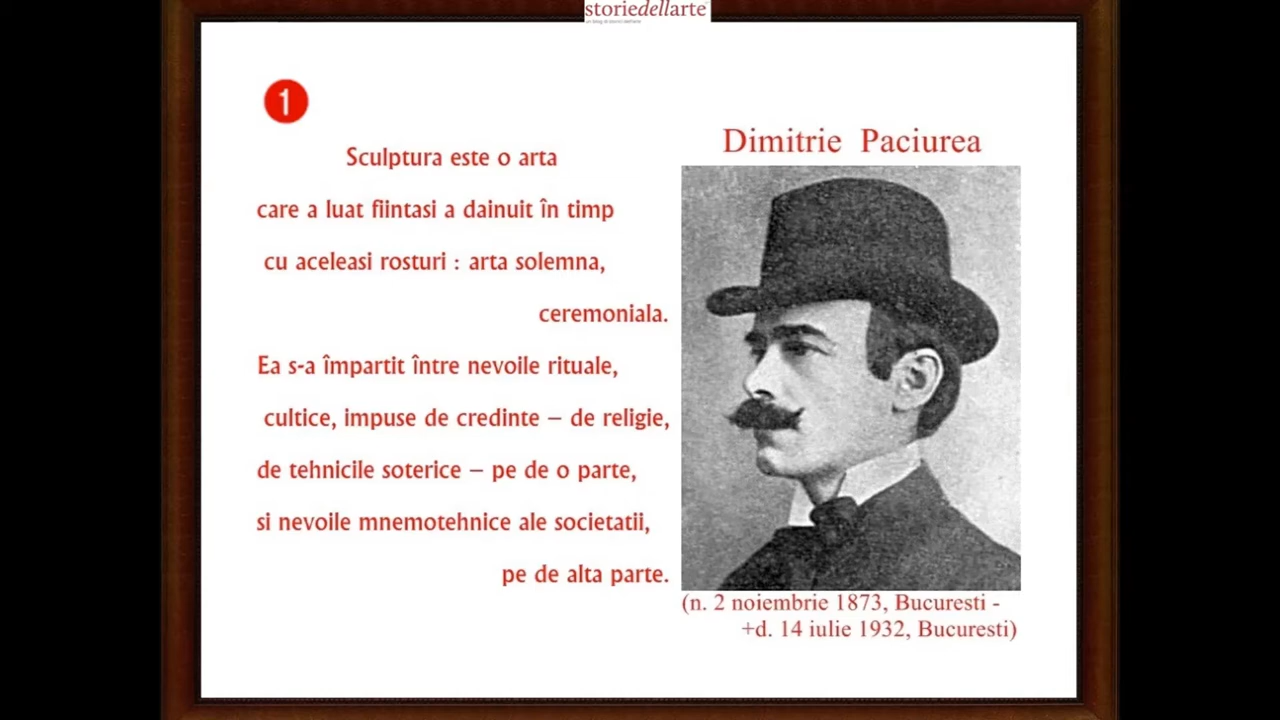 storiedellarte
1
Sculptura este o arta
care a luat fiintasi a dainuit în timp
cu aceleasi rosturi : arta solemna,
ceremoniala.
Ea s-a împartit între nevoile rituale,
cultice, impuse de credinte – de religie,
de tehnicile soterice – pe de o parte,
si nevoile mnemotehnice ale societatii,
pe de alta parte.
Dimitrie Paciurea
(n. 2 noiembrie 1873, Bucuresti -
+d. 14 iulie 1932, Bucuresti)